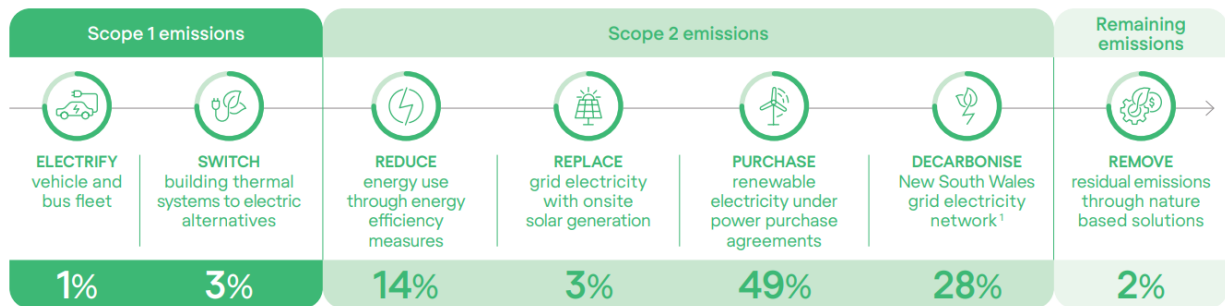 Scope 1 emissions
Scope 2 emissions
Remaining
emissions
ELECTRIFY
vehicle and
bus fleet
SWITCH
building thermal
systems to electric
alternatives
REDUCE
energy use
through energy
efficiency
measures
REPLACE
grid electricity
with onsite
solar generation
PURCHASE
renewable
electricity under
power purchase
agreements
DECARBONISE
New South Wales
grid electricity
network ¹
REMOVE
residual emissions
through nature
based solutions
1%
3%
14%
3%
49%
28%
2%